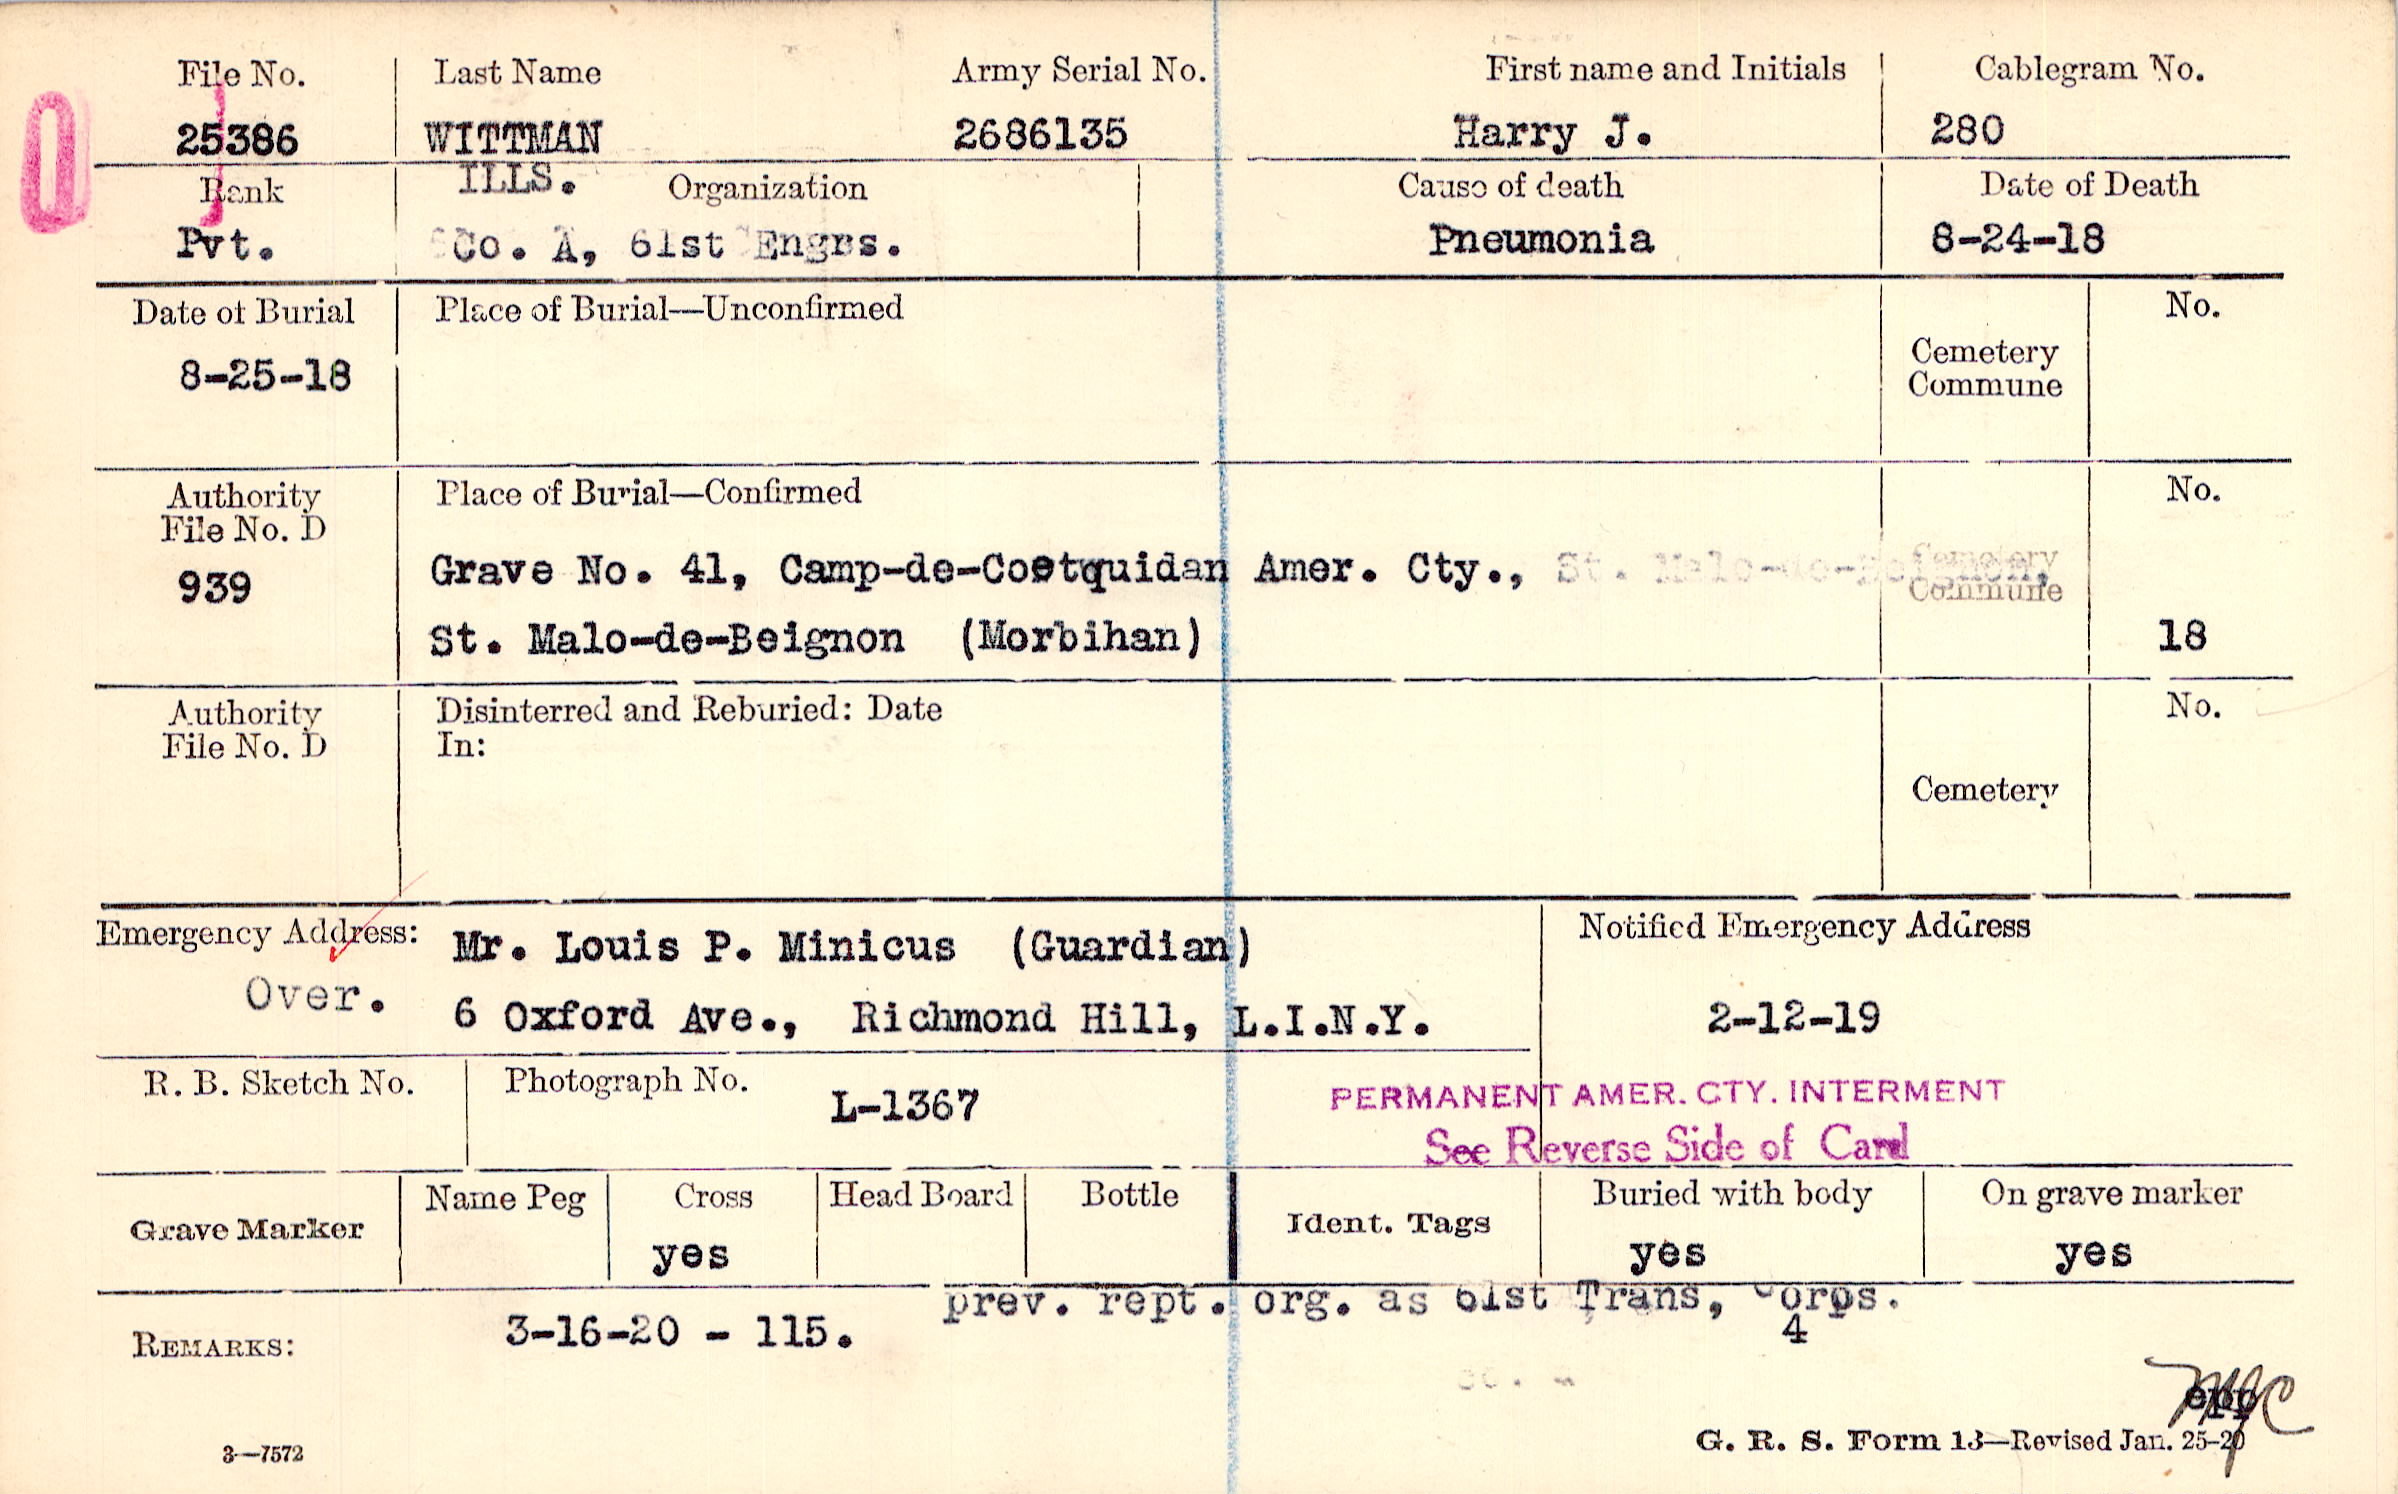 File No. Last Name Army Serial No. First name and Initials Cablegram No.
25386 WITTMAN 2686135 Harry J. 280
Rank ILLS. Organization Cause of death Date of Death
Pvt. Co. A, 61st Engrs. Pneumonia 8-24-18
Date of Burial Place of Burial—Unconfirmed No.
8-25-18
Cemetery
Commune
Authority Place of Burial—Confirmed No.
File No. D
939 Grave No. 41, Camp-de-Coetquidan Amer. Cty., St. Malo-de-Beignon,
Cemetery
Commune
St. Malo-de-Beignon (Morbihan) 18
Authority Disinterred and Reburied: Date No.
File No. D In:
Cemetery
Emergency Address: Mr. Louis P. Minicus (Guardian) Notified Emergency Address
Over. 6 Oxford Ave., Richmond Hill, L.I.N.Y. 2-12-19
R. B. Sketch No. Photograph No. L-1367
PERMANENT AMER. CTY. INTERMENT
See Reverse Side of Card
Grave Marker Name Peg Cross Head Board Bottle Ident. Tags Buried with body On grave marker
yes yes yes
prev. rept. org. as 61st Trans, Corps.
REMARKS: 3-16-20 - 115. 4
epp
3—7572 G. R. S. Form 13—Revised Jan. 25-20